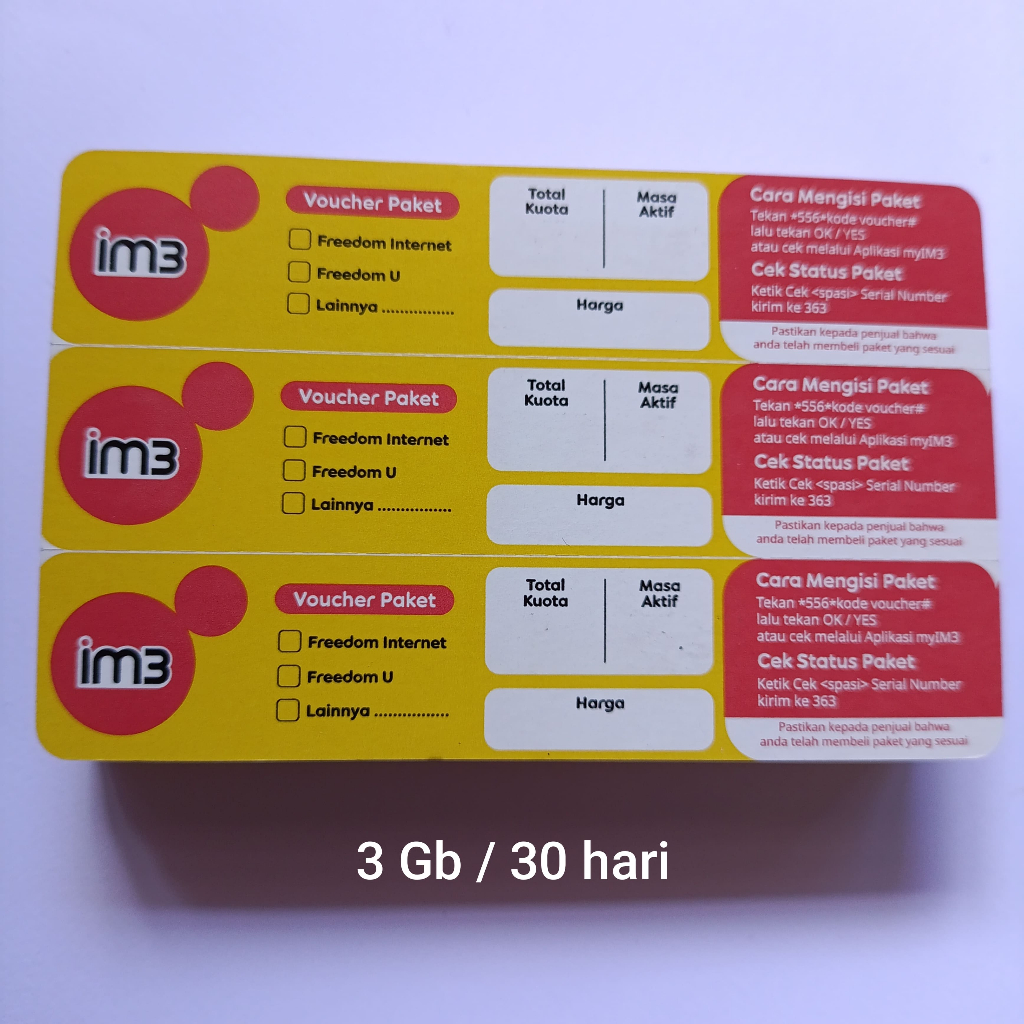 im3
Voucher Paket
Freedom Internet
Freedom U
Lainnya ................
Total Kuota
Masa Aktif
Harga
Cara Mengisi Paket
Tekan *556*kode voucher#
lalu tekan OK / YES
atau cek melalui Aplikasi myIM3
Cek Status Paket
Ketik Cek <spasi> Serial Number
kirim ke 363
Pastikan kepada penjual bahwa
anda telah membeli paket yang sesuai
im3
Voucher Paket
Freedom Internet
Freedom U
Lainnya ................
Total Kuota
Masa Aktif
Harga
Cara Mengisi Paket
Tekan *556*kode voucher#
lalu tekan OK / YES
atau cek melalui Aplikasi myIM3
Cek Status Paket
Ketik Cek <spasi> Serial Number
kirim ke 363
Pastikan kepada penjual bahwa
anda telah membeli paket yang sesuai
im3
Voucher Paket
Freedom Internet
Freedom U
Lainnya ................
Total Kuota
Masa Aktif
Harga
Cara Mengisi Paket
Tekan *556*kode voucher#
lalu tekan OK / YES
atau cek melalui Aplikasi myIM3
Cek Status Paket
Ketik Cek <spasi> Serial Number
kirim ke 363
Pastikan kepada penjual bahwa
anda telah membeli paket yang sesuai
3 Gb / 30 hari